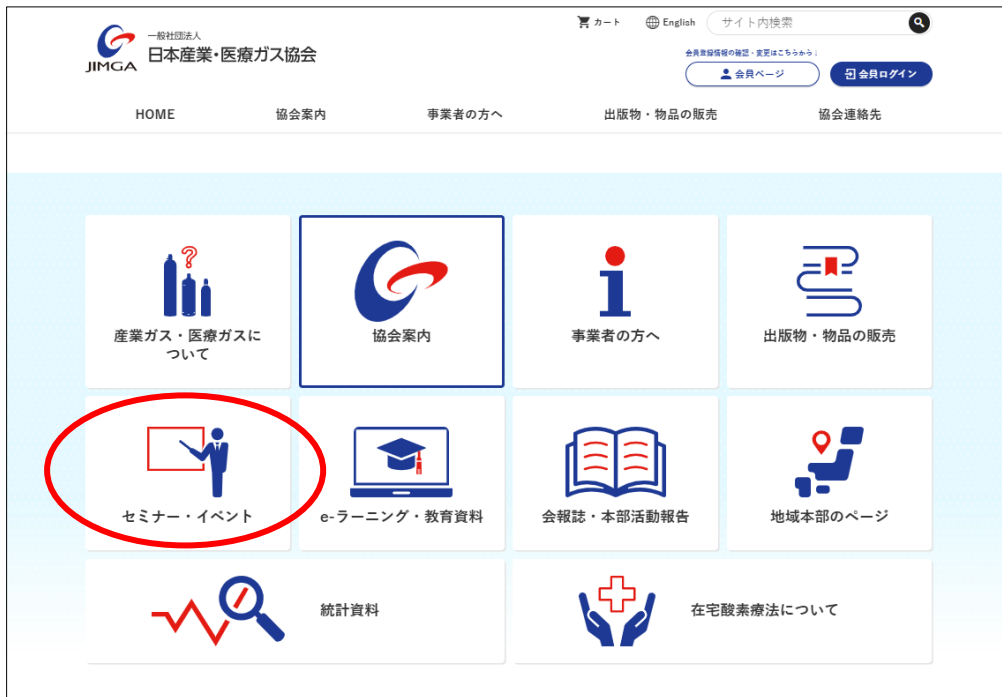 カート
English
サイト内検索
一般社団法人
日本産業・医療ガス協会
JIMGA
会員登録情報の確認・変更はこちらから↓
会員ページ
会員ログイン
HOME
協会案内
事業者の方へ
出版物・物品の販売
協会連絡先
産業ガス・医療ガスに
ついて
協会案内
事業者の方へ
出版物・物品の販売
セミナー・イベント
e-ラーニング・教育資料
会報誌・本部活動報告
地域本部のページ
統計資料
在宅酸素療法について